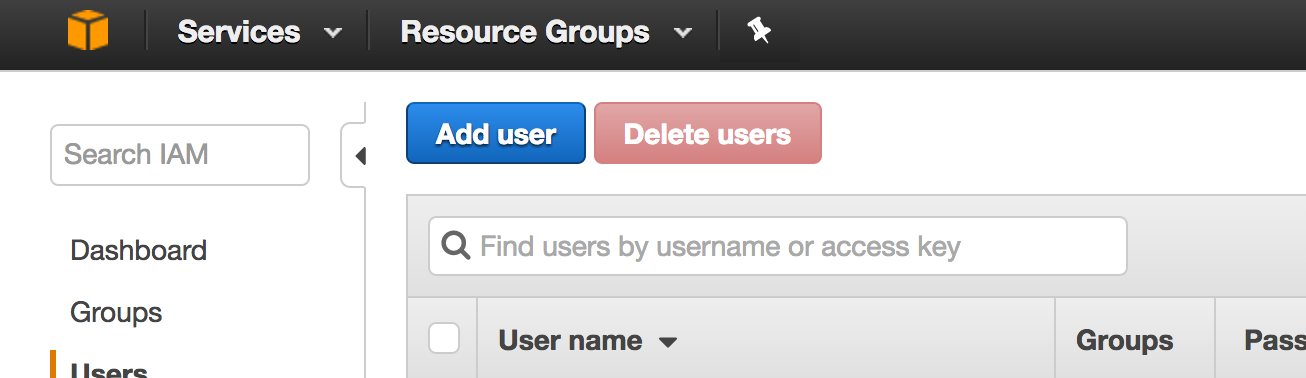 Services Resource Groups
Add user Delete users
Search IAM
Find users by username or access key
Dashboard
Groups
Users
User name Groups Pass